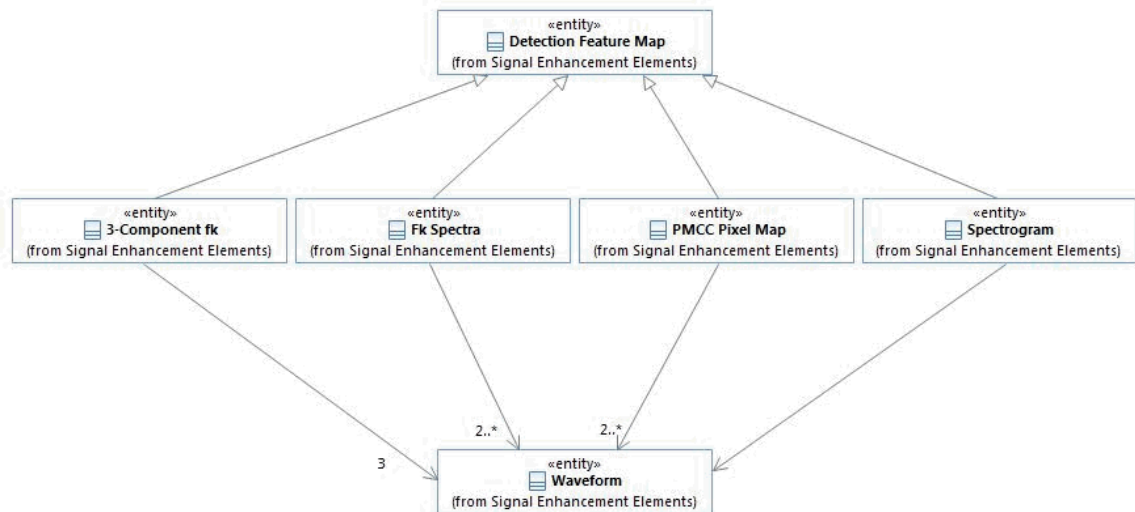 «entity»
Detection Feature Map
(from Signal Enhancement Elements)
«entity»
3-Component fk
(from Signal Enhancement Elements)
«entity»
Fk Spectra
(from Signal Enhancement Elements)
«entity»
PMCC Pixel Map
(from Signal Enhancement Elements)
«entity»
Spectrogram
(from Signal Enhancement Elements)
3
2..*
2..*
«entity»
Waveform
(from Signal Enhancement Elements)